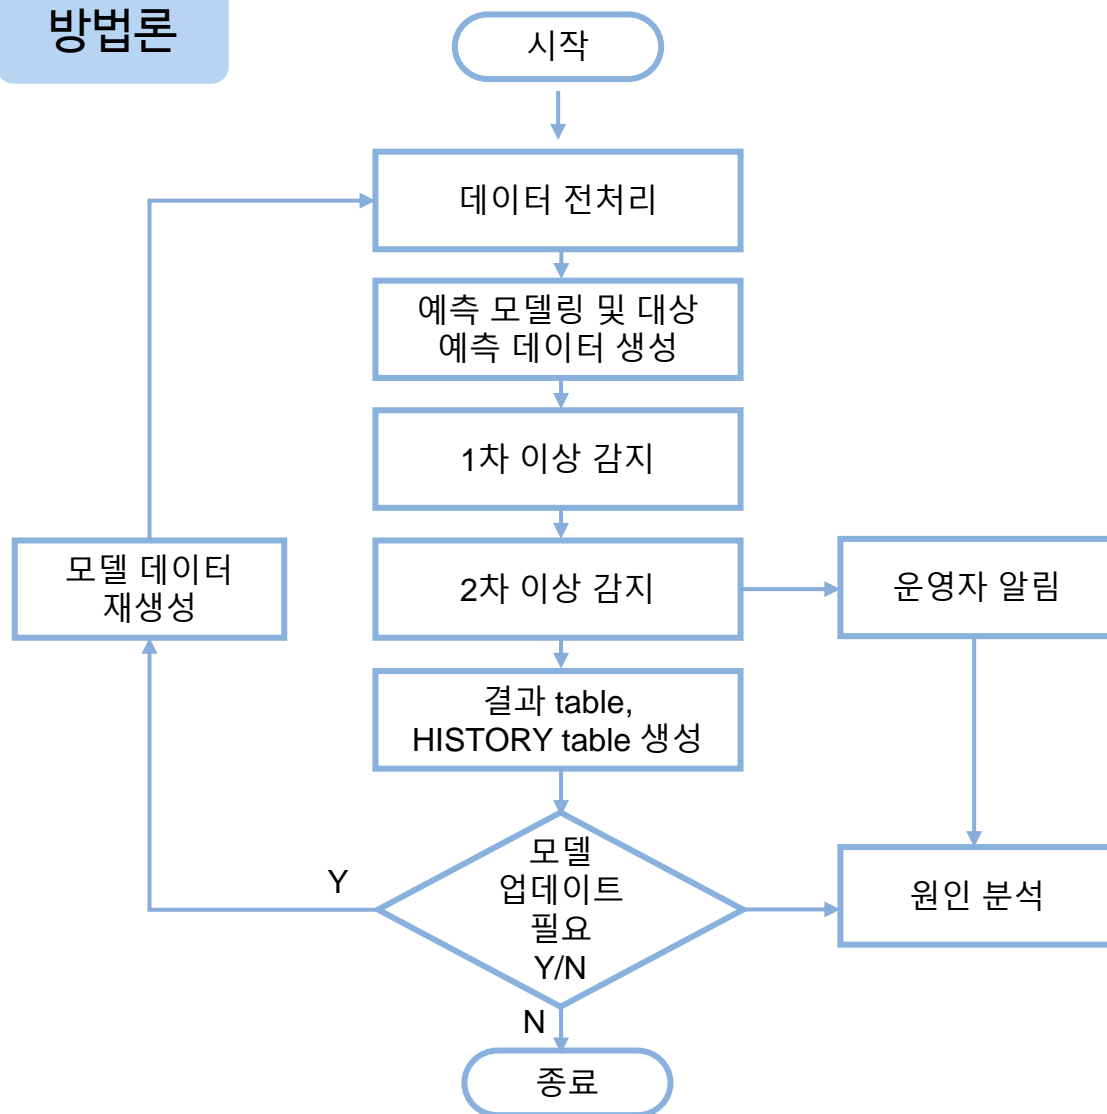 방법론
시작
데이터 전처리
예측 모델링 및 대상
예측 데이터 생성
1차 이상 감지
모델 데이터
재생성
2차 이상 감지
운영자 알림
결과 table,
HISTORY table 생성
Y
모델
업데이트
필요
Y/N
원인 분석
N
종료